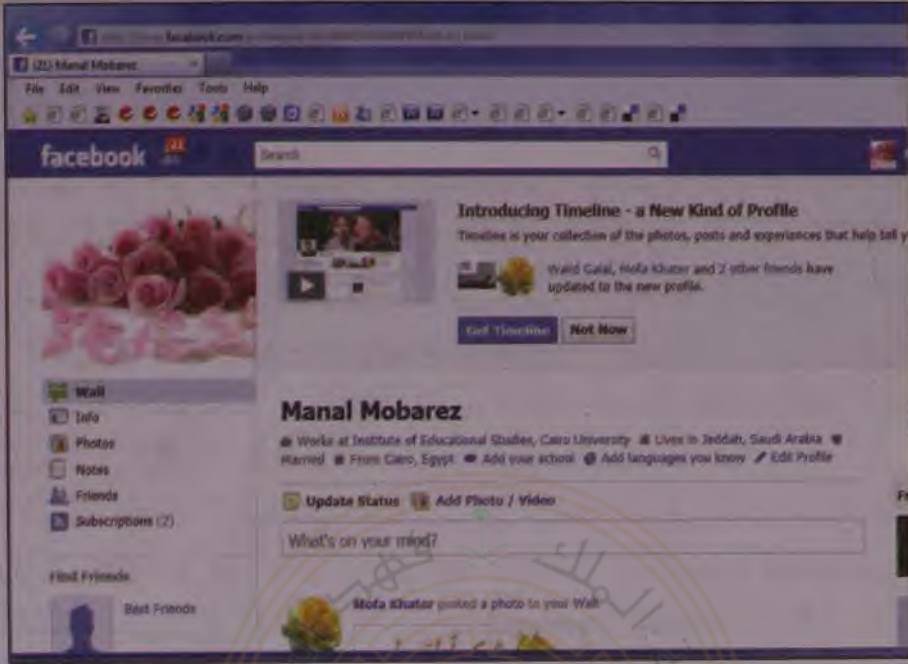 facebook.com
(21) Manal Mobarez
File Edit View Favorites Tools Help
facebook 21
Search
Introducing Timeline - a New Kind of Profile
Timeline is your collection of the photos, posts and experiences that help tell y
Walid Galal, Mofa Khater and 2 other friends have
updated to the new profile.
Get Timeline Not Now
Wall
Info
Photos
Notes
Friends
Subscriptions (2)
Find Friends
Best Friends
Manal Mobarez
Works at Institute of Educational Studies, Cairo University Lives in Jeddah, Saudi Arabia
Married From Cairo, Egypt Add your school Add languages you know Edit Profile
Update Status Add Photo / Video
What's on your mind?
Mofa Khater posted a photo to your Wall